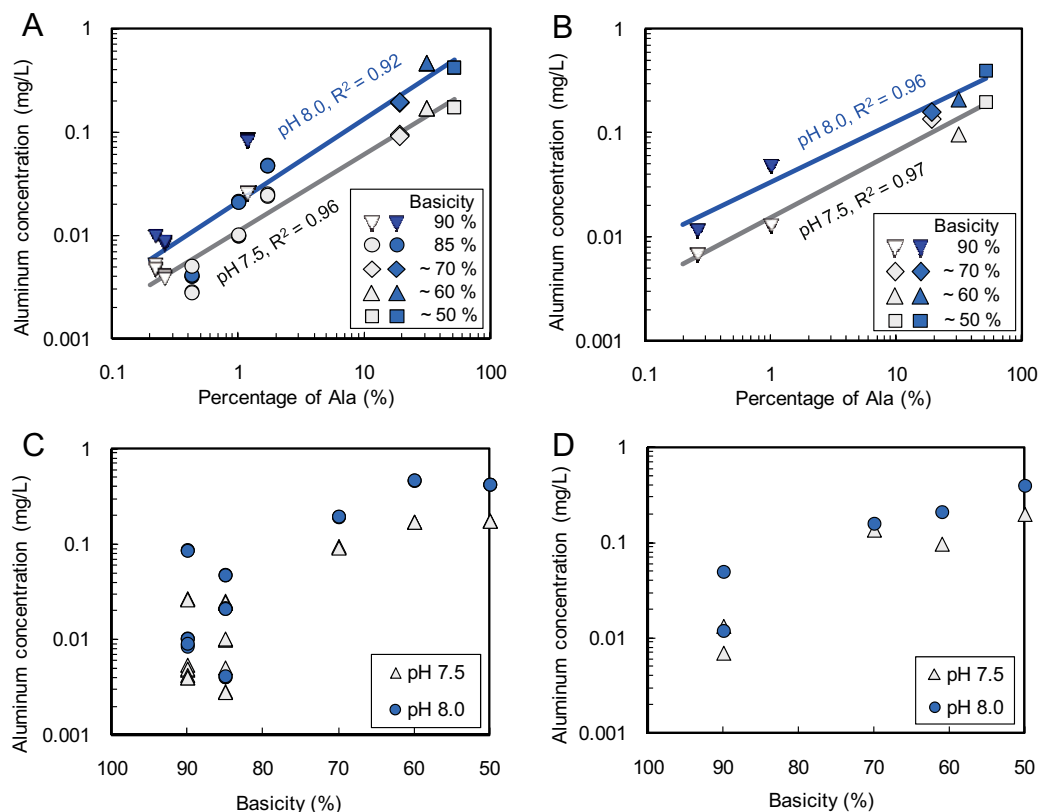 A
Aluminum concentration (mg/L)
1
0.1
0.01
0.001
pH 8.0, R² = 0.92
pH 7.5, R² = 0.96
Basicity
90 %
85 %
~ 70 %
~ 60 %
~ 50 %
0.1
1
10
100
Percentage of Ala (%)
B
Aluminum concentration (mg/L)
1
0.1
0.01
0.001
pH 8.0, R² = 0.96
pH 7.5, R² = 0.97
Basicity
90 %
~ 70 %
~ 60 %
~ 50 %
0.1
1
10
100
Percentage of Ala (%)
C
Aluminum concentration (mg/L)
1
0.1
0.01
0.001
pH 7.5
pH 8.0
100
90
80
70
60
50
Basicity (%)
D
Aluminum concentration (mg/L)
1
0.1
0.01
0.001
pH 7.5
pH 8.0
100
90
80
70
60
50
Basicity (%)